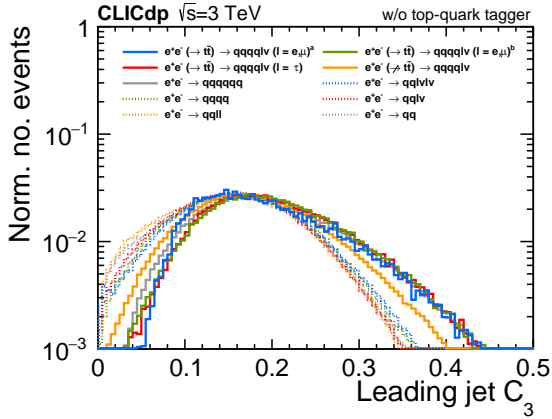 CLICdp √s=3 TeV w/o top-quark tagger
e⁺e⁻ (→ tt̄) → qqqqlν (l = e,μ)ᵃ e⁺e⁻ (→ tt̄) → qqqqlν (l = e,μ)ᵇ
e⁺e⁻ (→ tt̄) → qqqqlν (l = τ) e⁺e⁻ (↛ tt̄) → qqqqlν
e⁺e⁻ → qqqqqq e⁺e⁻ → qqlνlν
e⁺e⁻ → qqqq e⁺e⁻ → qqlν
e⁺e⁻ → qqll e⁺e⁻ → qq
Norm. no. events
1
10⁻¹
10⁻²
10⁻³
0 0.1 0.2 0.3 0.4 0.5
Leading jet C₃